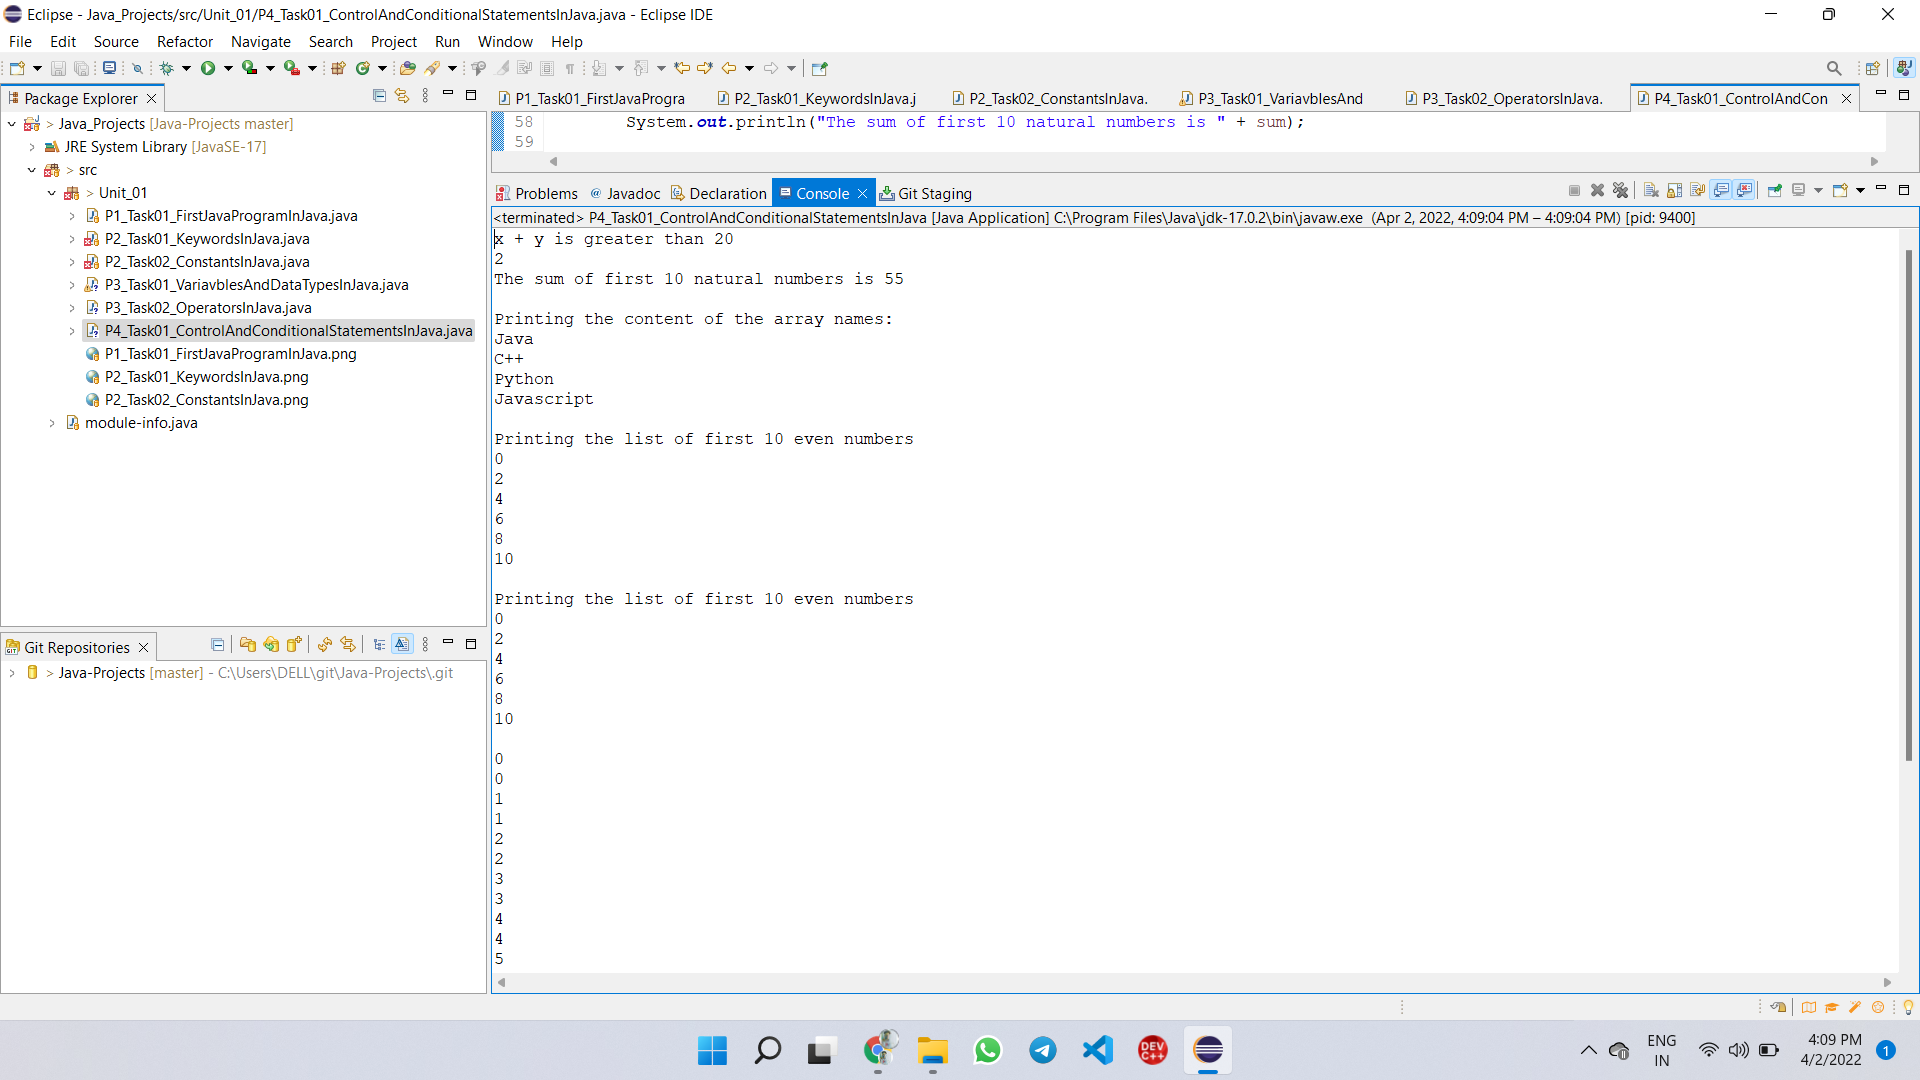 Eclipse - Java_Projects/src/Unit_01/P4_Task01_ControlAndConditionalStatementsInJava.java - Eclipse IDE
File Edit Source Refactor Navigate Search Project Run Window Help
Package Explorer
P1_Task01_FirstJavaProgra P2_Task01_KeywordsInJava.j P2_Task02_ConstantsInJava. P3_Task01_VariavblesAnd P3_Task02_OperatorsInJava. P4_Task01_ControlAndCon
Java_Projects [Java-Projects master]
JRE System Library [JavaSE-17]
src
Unit_01
P1_Task01_FirstJavaProgramInJava.java
P2_Task01_KeywordsInJava.java
P2_Task02_ConstantsInJava.java
P3_Task01_VariavblesAndDataTypesInJava.java
P3_Task02_OperatorsInJava.java
P4_Task01_ControlAndConditionalStatementsInJava.java
P1_Task01_FirstJavaProgramInJava.png
P2_Task01_KeywordsInJava.png
P2_Task02_ConstantsInJava.png
module-info.java
Git Repositories
Java-Projects [master] - C:\Users\DELL\git\Java-Projects\.git
58 System.out.println("The sum of first 10 natural numbers is " + sum);
59
Problems Javadoc Declaration Console Git Staging
<terminated> P4_Task01_ControlAndConditionalStatementsInJava [Java Application] C:\Program Files\Java\jdk-17.0.2\bin\javaw.exe (Apr 2, 2022, 4:09:04 PM – 4:09:04 PM) [pid: 9400]
x + y is greater than 20
2
The sum of first 10 natural numbers is 55
Printing the content of the array names:
Java
C++
Python
Javascript
Printing the list of first 10 even numbers
0
2
4
6
8
10
Printing the list of first 10 even numbers
0
2
4
6
8
10
0
0
1
1
2
2
3
3
4
4
5
DEV C++
ENG
IN
4:09 PM
4/2/2022
1